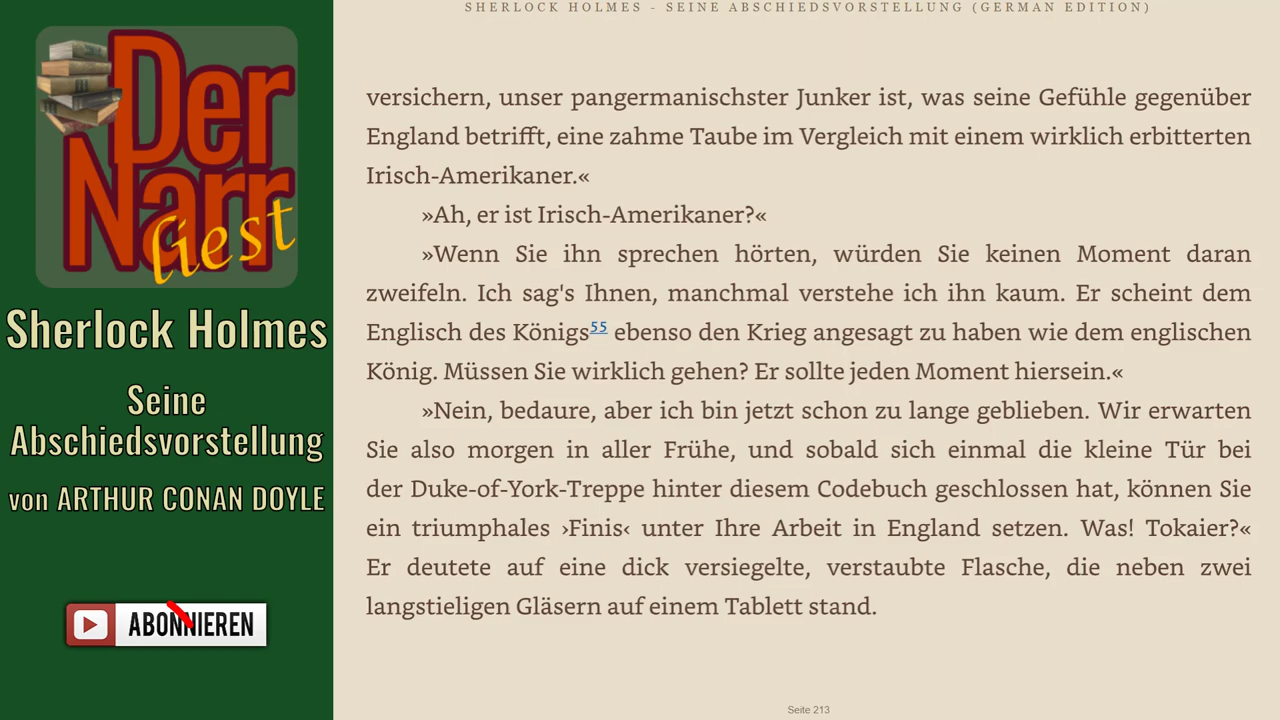 Der
Narr
liest
Sherlock Holmes
Seine
Abschiedsvorstellung
von ARTHUR CONAN DOYLE
ABONNIEREN
SHERLOCK HOLMES - SEINE ABSCHIEDSVORSTELLUNG (GERMAN EDITION)
versichern, unser pangermanischster Junker ist, was seine Gefühle gegenüber
England betrifft, eine zahme Taube im Vergleich mit einem wirklich erbitterten
Irisch-Amerikaner.«
»Ah, er ist Irisch-Amerikaner?«
»Wenn Sie ihn sprechen hörten, würden Sie keinen Moment daran
zweifeln. Ich sag's Ihnen, manchmal verstehe ich ihn kaum. Er scheint dem
Englisch des Königs55 ebenso den Krieg angesagt zu haben wie dem englischen
König. Müssen Sie wirklich gehen? Er sollte jeden Moment hiersein.«
»Nein, bedaure, aber ich bin jetzt schon zu lange geblieben. Wir erwarten
Sie also morgen in aller Frühe, und sobald sich einmal die kleine Tür bei
der Duke-of-York-Treppe hinter diesem Codebuch geschlossen hat, können Sie
ein triumphales ›Finis‹ unter Ihre Arbeit in England setzen. Was! Tokaier?«
Er deutete auf eine dick versiegelte, verstaubte Flasche, die neben zwei
langstieligen Gläsern auf einem Tablett stand.
Seite 213